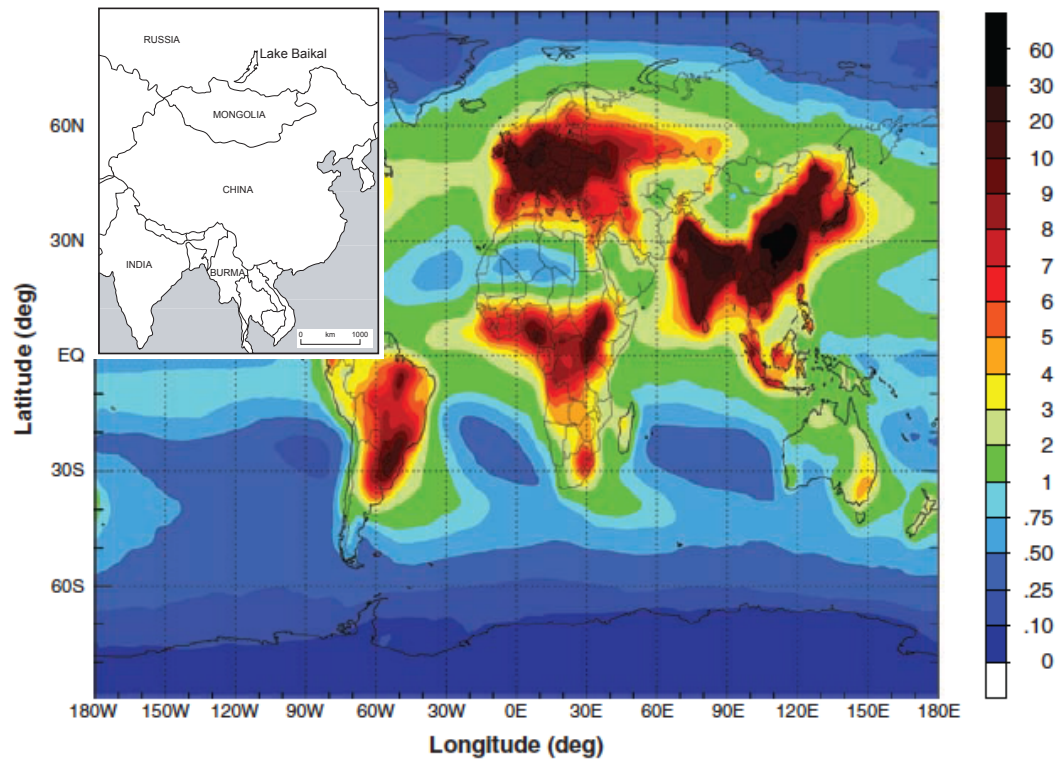 RUSSIA
Lake Baikal
MONGOLIA
CHINA
INDIA
BURMA
0 km 1000
Latitude (deg)
60N
30N
EQ
30S
60S
180W 150W 120W 90W 60W 30W 0E 30E 60E 90E 120E 150E 180E
Longitude (deg)
60
30
20
10
9
8
7
6
5
4
3
2
1
.75
.50
.25
.10
0